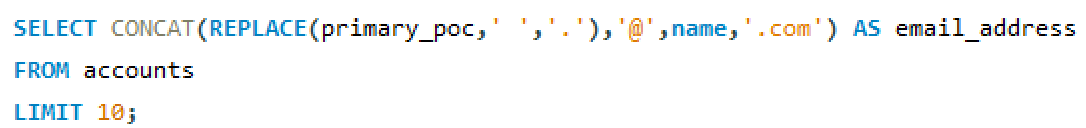 SELECT CONCAT(REPLACE(primary_poc,' ','.'),'@',name,'.com') AS email_address
FROM accounts
LIMIT 10;